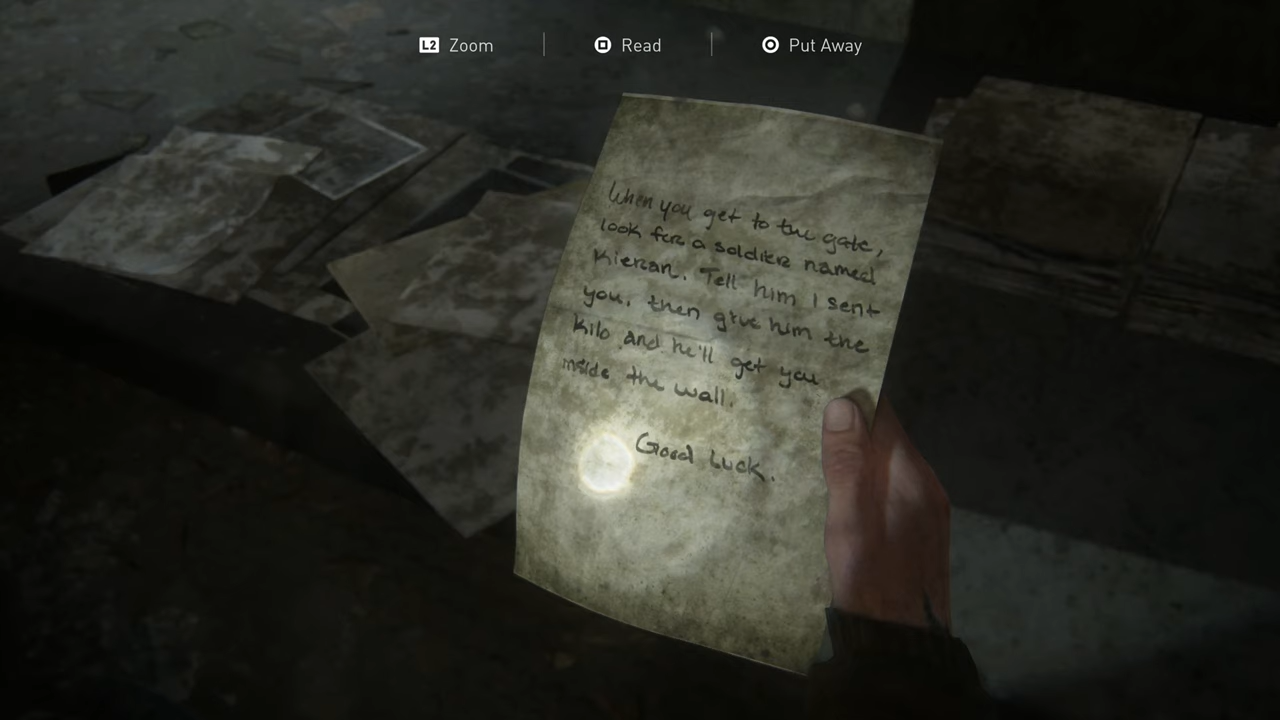 L2 Zoom Read Put Away
When you get to the gate,
look for a soldier named
Kieran. Tell him I sent
you, then give him the
kilo and he'll get you
inside the wall.
Good Luck.